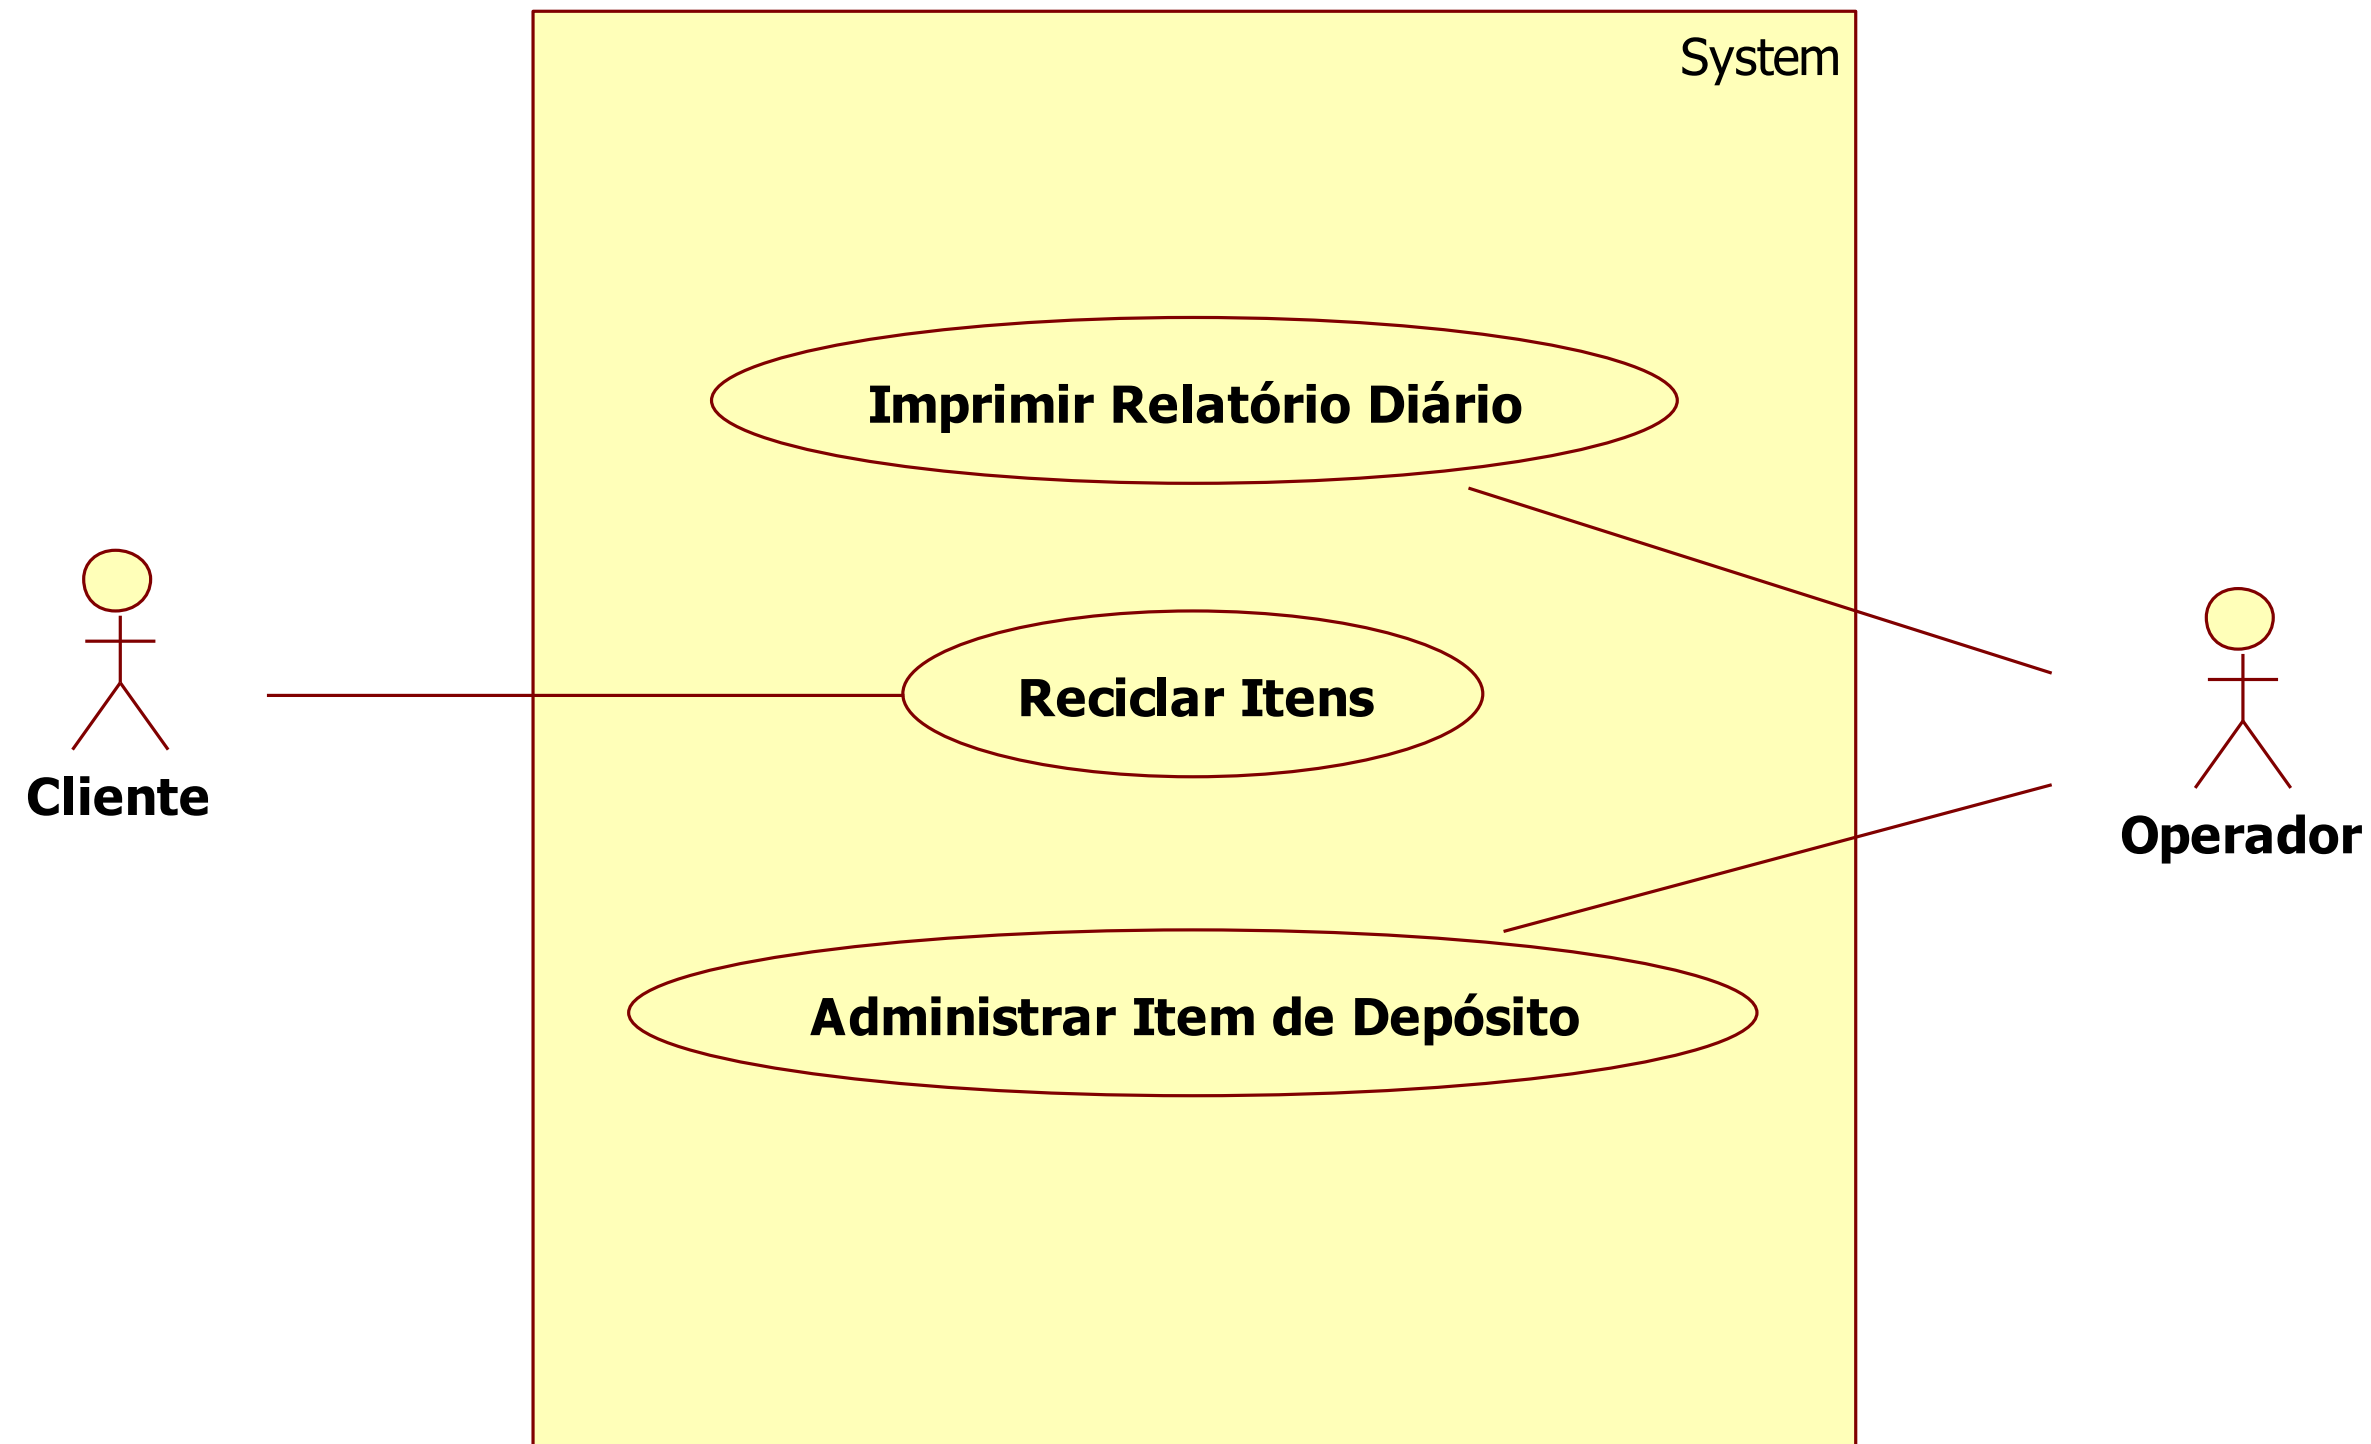 System
Imprimir Relatório Diário
Reciclar Itens
Cliente
Operador
Administrar Item de Depósito